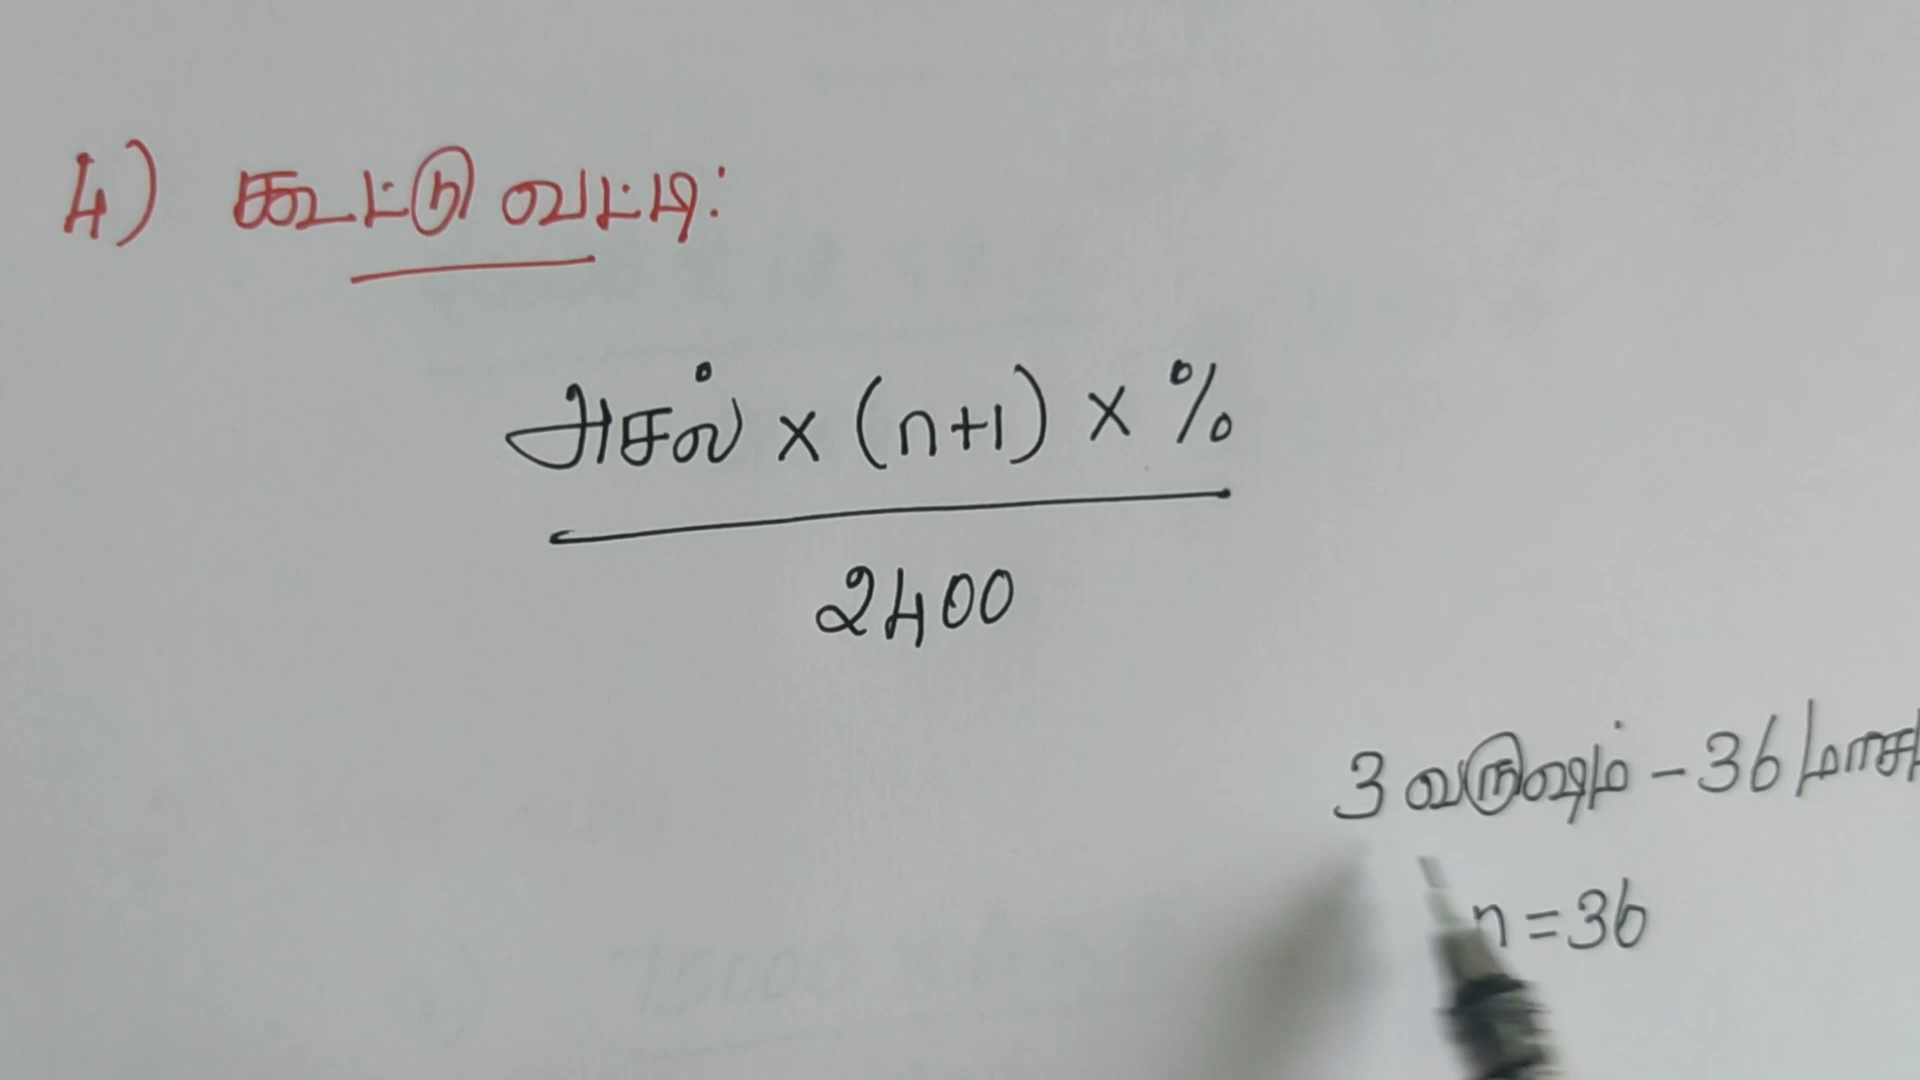 4) கூட்டு வட்டி:
அசல் x (n+1) x %
2400
3 வருஷம் - 36 மாச
n = 36